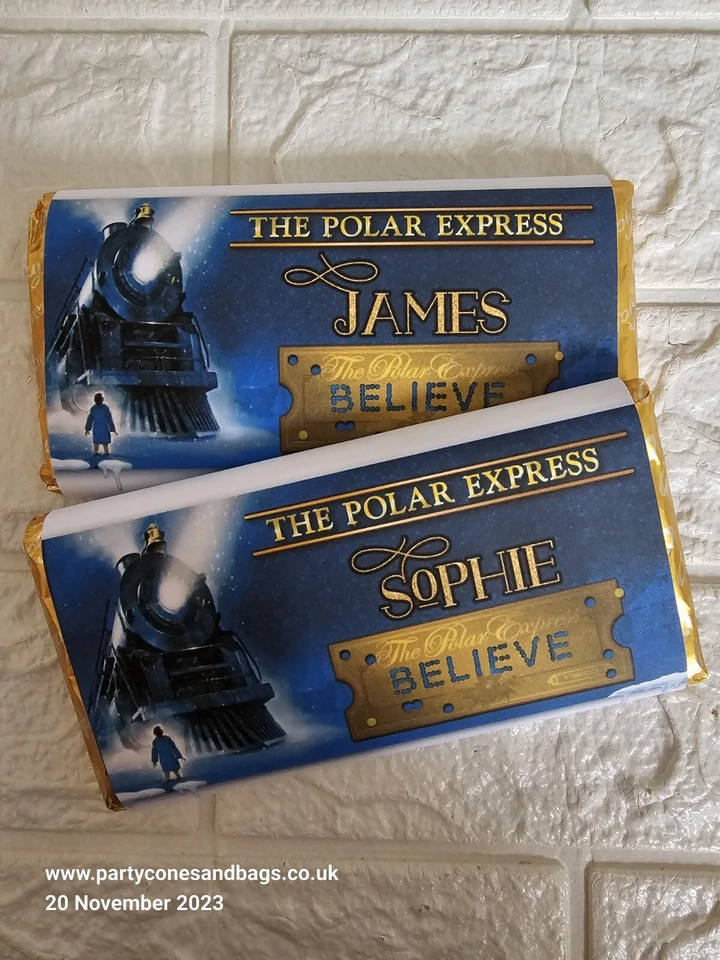 THE POLAR EXPRESS
JAMES
The Polar Express
BELIEVE
THE POLAR EXPRESS
SOPHIE
The Polar Express
BELIEVE
www.partyconesandbags.co.uk
20 November 2023